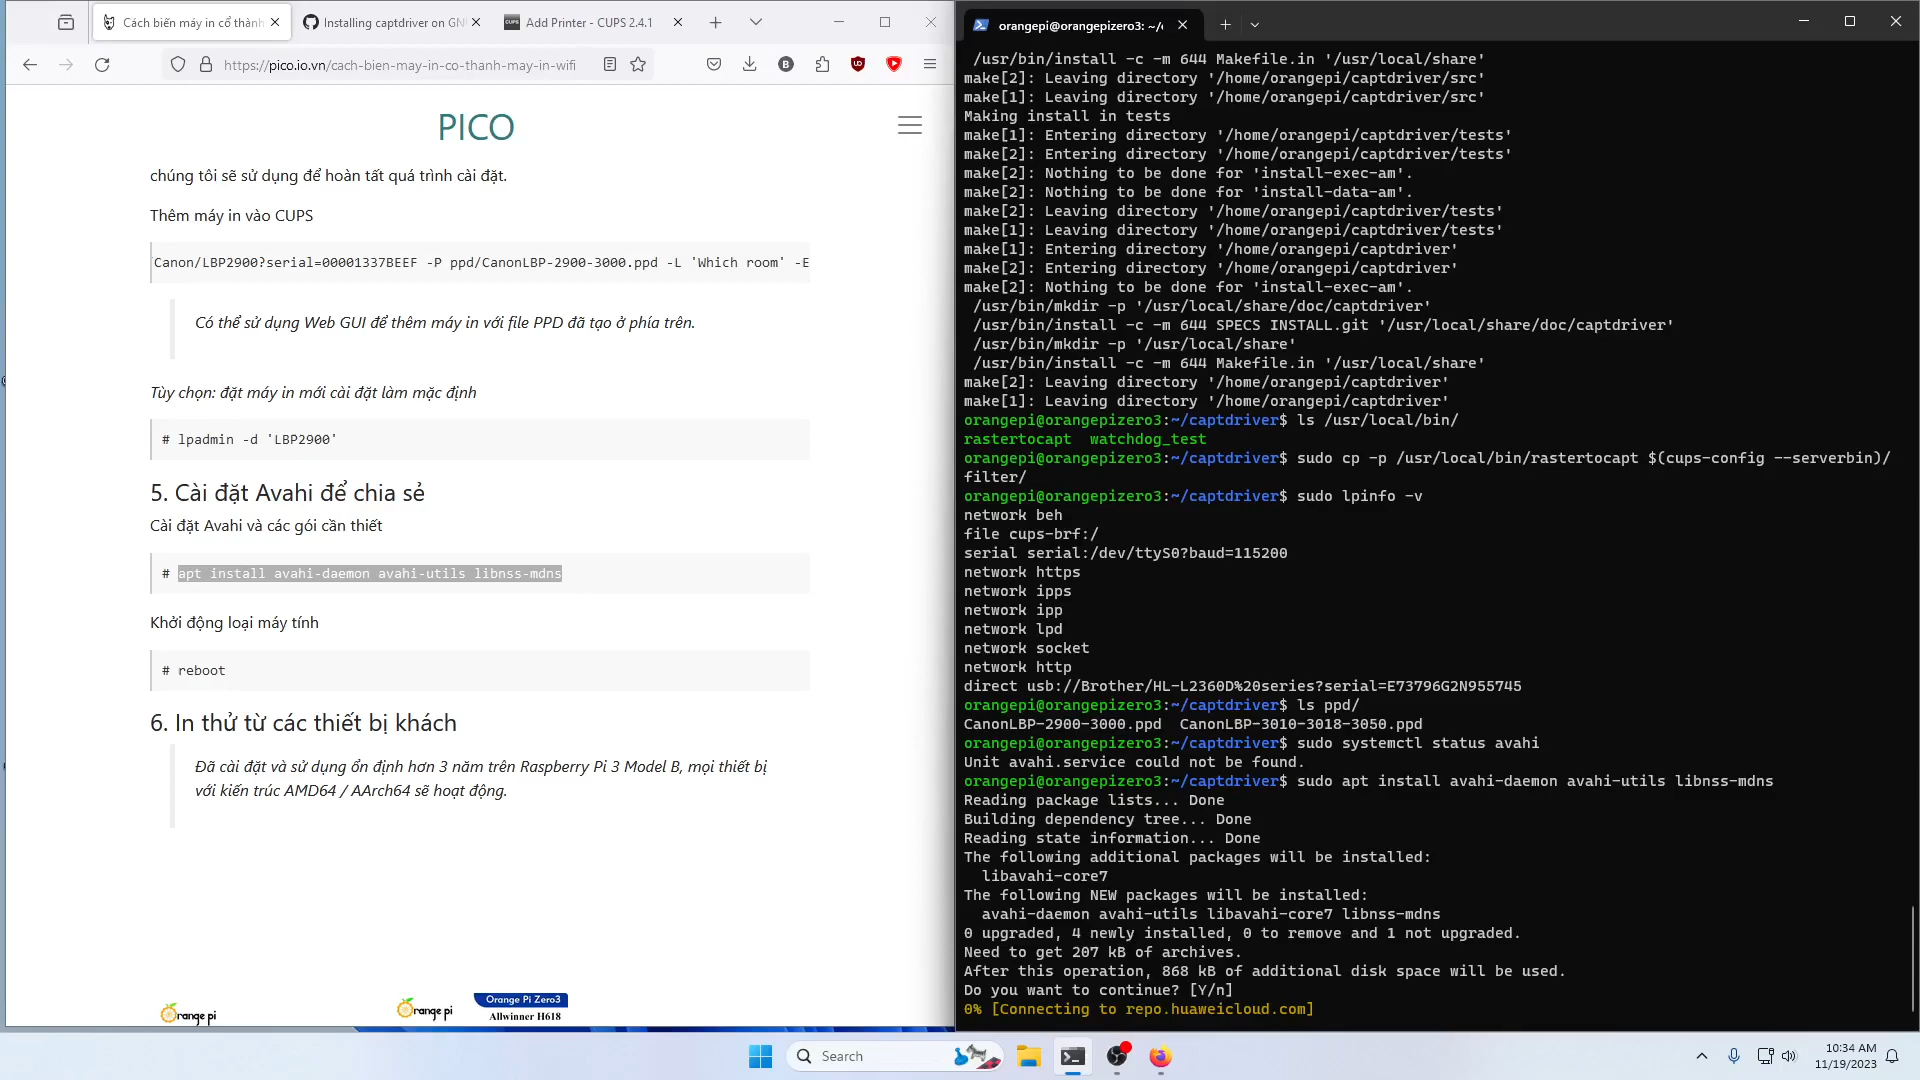 Cách biến máy in cổ thành
Installing captdriver on GNU
CUPS
Add Printer - CUPS 2.4.1
https://pico.io.vn/cach-bien-may-in-co-thanh-may-in-wifi
PICO
chúng tôi sẽ sử dụng để hoàn tất quá trình cài đặt.
Thêm máy in vào CUPS
Canon/LBP2900?serial=00001337BEEF -P ppd/CanonLBP-2900-3000.ppd -L 'Which room' -E
Có thể sử dụng Web GUI để thêm máy in với file PPD đã tạo ở phía trên.
Tùy chọn: đặt máy in mới cài đặt làm mặc định
# lpadmin -d 'LBP2900'
5. Cài đặt Avahi để chia sẻ
Cài đặt Avahi và các gói cần thiết
# apt install avahi-daemon avahi-utils libnss-mdns
Khởi động loại máy tính
# reboot
6. In thử từ các thiết bị khách
Đã cài đặt và sử dụng ổn định hơn 3 năm trên Raspberry Pi 3 Model B, mọi thiết bị
với kiến trúc AMD64 / AArch64 sẽ hoạt động.
Orange pi
Orange pi
Orange Pi Zero3
Allwinner H618
orangepi@orangepizero3: ~/c
/usr/bin/install -c -m 644 Makefile.in '/usr/local/share'
make[2]: Leaving directory '/home/orangepi/captdriver/src'
make[1]: Leaving directory '/home/orangepi/captdriver/src'
Making install in tests
make[1]: Entering directory '/home/orangepi/captdriver/tests'
make[2]: Entering directory '/home/orangepi/captdriver/tests'
make[2]: Nothing to be done for 'install-exec-am'.
make[2]: Nothing to be done for 'install-data-am'.
make[2]: Leaving directory '/home/orangepi/captdriver/tests'
make[1]: Leaving directory '/home/orangepi/captdriver/tests'
make[1]: Entering directory '/home/orangepi/captdriver'
make[2]: Entering directory '/home/orangepi/captdriver'
make[2]: Nothing to be done for 'install-exec-am'.
/usr/bin/mkdir -p '/usr/local/share/doc/captdriver'
/usr/bin/install -c -m 644 SPECS INSTALL.git '/usr/local/share/doc/captdriver'
/usr/bin/mkdir -p '/usr/local/share'
/usr/bin/install -c -m 644 Makefile.in '/usr/local/share'
make[2]: Leaving directory '/home/orangepi/captdriver'
make[1]: Leaving directory '/home/orangepi/captdriver'
orangepi@orangepizero3:~/captdriver$ ls /usr/local/bin/
rastertocapt watchdog_test
orangepi@orangepizero3:~/captdriver$ sudo cp -p /usr/local/bin/rastertocapt $(cups-config --serverbin)/
filter/
orangepi@orangepizero3:~/captdriver$ sudo lpinfo -v
network beh
file cups-brf:/
serial serial:/dev/ttyS0?baud=115200
network https
network ipps
network ipp
network lpd
network socket
network http
direct usb://Brother/HL-L2360D%20series?serial=E73796G2N955745
orangepi@orangepizero3:~/captdriver$ ls ppd/
CanonLBP-2900-3000.ppd CanonLBP-3010-3018-3050.ppd
orangepi@orangepizero3:~/captdriver$ sudo systemctl status avahi
Unit avahi.service could not be found.
orangepi@orangepizero3:~/captdriver$ sudo apt install avahi-daemon avahi-utils libnss-mdns
Reading package lists... Done
Building dependency tree... Done
Reading state information... Done
The following additional packages will be installed:
libavahi-core7
The following NEW packages will be installed:
avahi-daemon avahi-utils libavahi-core7 libnss-mdns
0 upgraded, 4 newly installed, 0 to remove and 1 not upgraded.
Need to get 207 kB of archives.
After this operation, 868 kB of additional disk space will be used.
Do you want to continue? [Y/n]
0% [Connecting to repo.huaweicloud.com]
Search
10:34 AM
11/19/2023